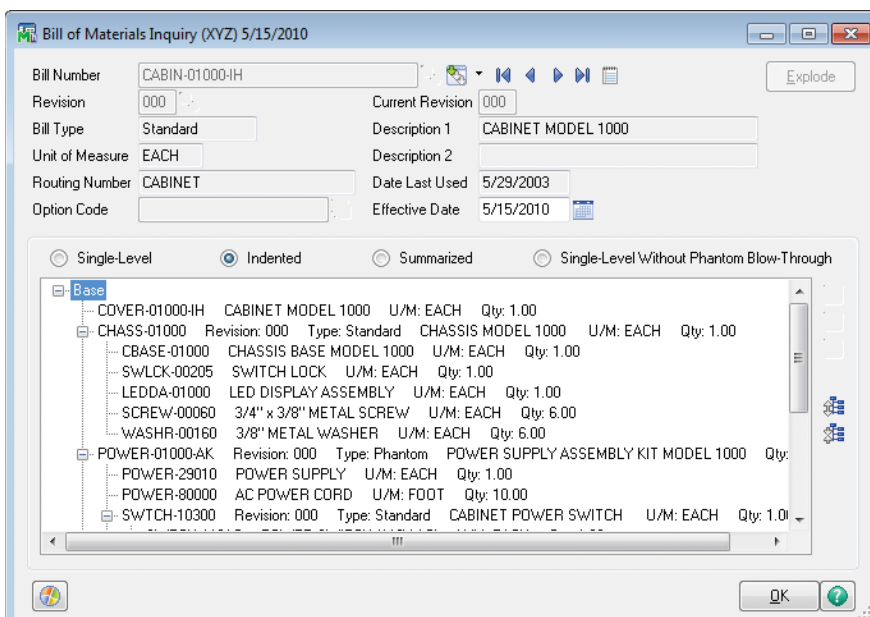 Bill of Materials Inquiry (XYZ) 5/15/2010
Bill Number CABIN-01000-IH Explode
Revision 000 Current Revision 000
Bill Type Standard Description 1 CABINET MODEL 1000
Unit of Measure EACH Description 2
Routing Number CABINET Date Last Used 5/29/2003
Option Code Effective Date 5/15/2010
Single-Level Indented Summarized Single-Level Without Phantom Blow-Through
Base
COVER-01000-IH CABINET MODEL 1000 U/M: EACH Qty: 1.00
CHASS-01000 Revision: 000 Type: Standard CHASSIS MODEL 1000 U/M: EACH Qty: 1.00
CBASE-01000 CHASSIS BASE MODEL 1000 U/M: EACH Qty: 1.00
SWLCK-00205 SWITCH LOCK U/M: EACH Qty: 1.00
LEDDA-01000 LED DISPLAY ASSEMBLY U/M: EACH Qty: 1.00
SCREW-00060 3/4" x 3/8" METAL SCREW U/M: EACH Qty: 6.00
WASHR-00160 3/8" METAL WASHER U/M: EACH Qty: 6.00
POWER-01000-AK Revision: 000 Type: Phantom POWER SUPPLY ASSEMBLY KIT MODEL 1000 Qty:
POWER-29010 POWER SUPPLY U/M: EACH Qty: 1.00
POWER-80000 AC POWER CORD U/M: FOOT Qty: 10.00
SWTCH-10300 Revision: 000 Type: Standard CABINET POWER SWITCH U/M: EACH Qty:
OK